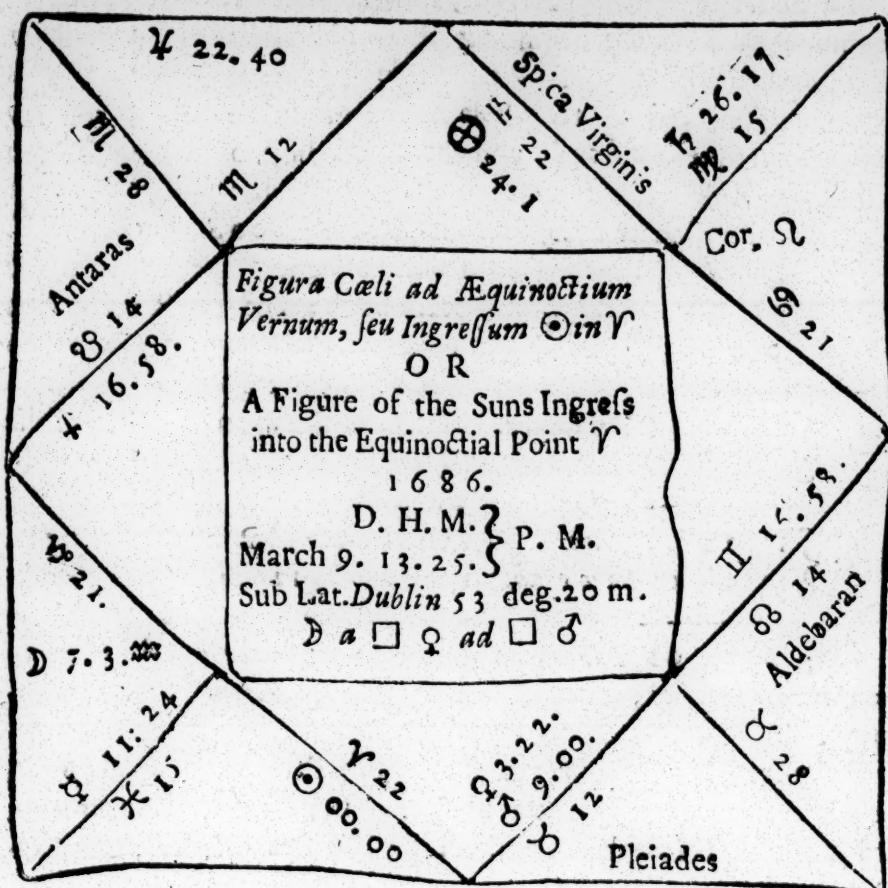 ♃ 22.40
♏ 28
♏ 12
⊕ 24.1
♎ 22
Spica Virginis
♄ 26.17
♍ 15
Cor. ♌
♋ 21
Antaras
☋ 14
♐ 16.58.
Figura Cœli ad Æquinoctium
Vernum, ſeu Ingreſſum ☉ in ♈
O R
A Figure of the Suns Ingreſs
into the Equinoctial Point ♈
1686.
D. H. M.
March 9. 13.25. } P. M.
Sub Lat. Dublin 53 deg. 20 m.
☽ a □ ♀ ad □ ♂
♊ 16.58.
☊ 14
Aldebaran
♉ 28
♑ 21.
☽ 7.3. ♒
☿ 11:24
♓ 15
♈ 22
☉ 00.00
♀ 3.22.
♂ 9.00.
♉ 12
Pleiades